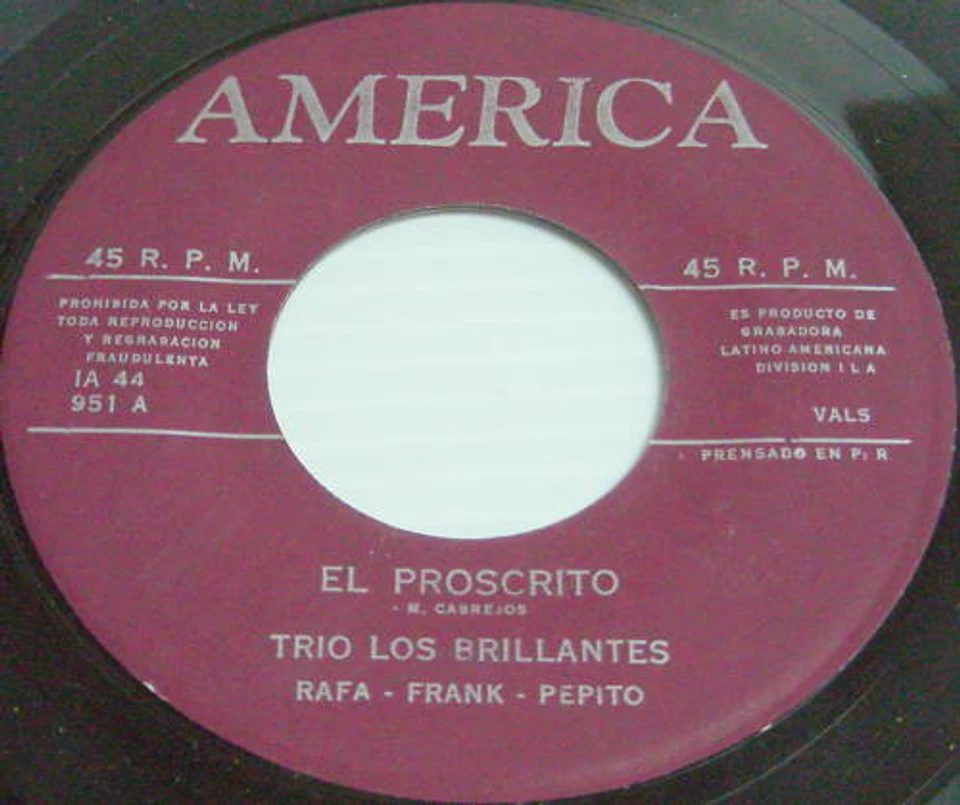 AMERICA
45 R. P. M.
PROHIBIDA POR LA LEY
TODA REPRODUCCION
Y REGRABACION
FRAUDULENTA
IA 44
951 A
45 R. P. M.
ES PRODUCTO DE
GRABADORA
LATINO AMERICANA
DIVISION I L A
VALS
PRENSADO EN P. R
EL PROSCRITO
- M. CABREJOS
TRIO LOS BRILLANTES
RAFA - FRANK - PEPITO